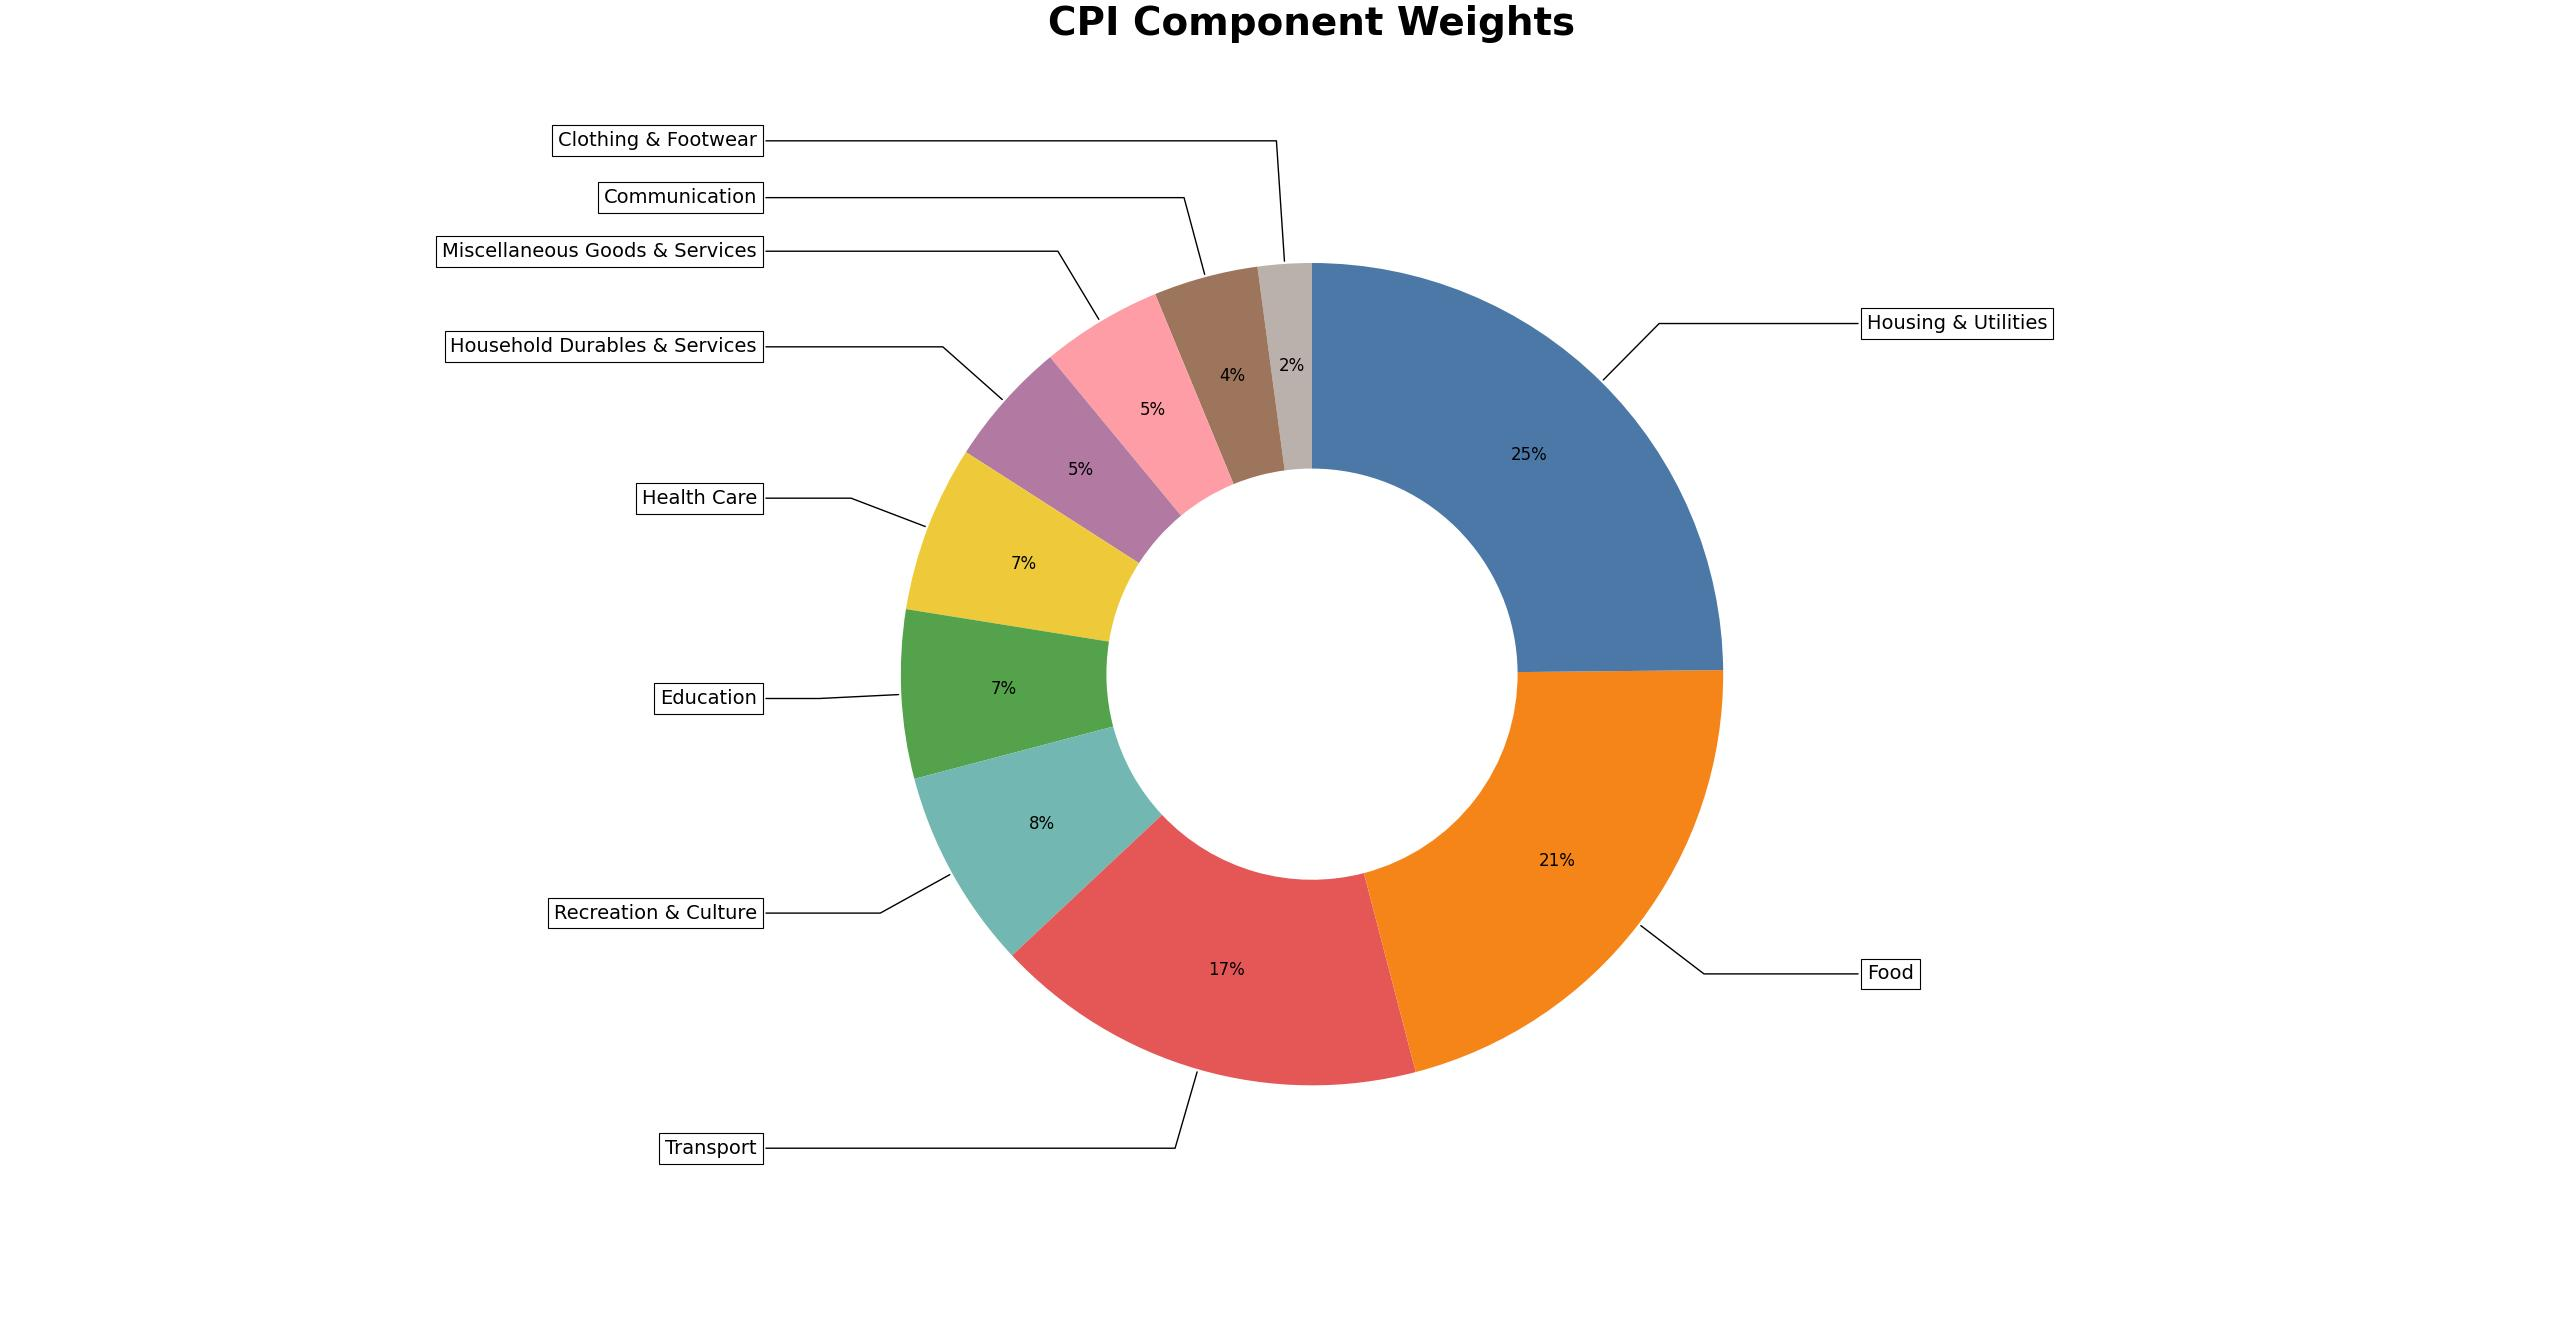 CPI Component Weights
Clothing & Footwear
Communication
Miscellaneous Goods & Services
Household Durables & Services
Health Care
Education
Recreation & Culture
Transport
Housing & Utilities
Food
2%
4%
5%
5%
7%
7%
8%
17%
25%
21%